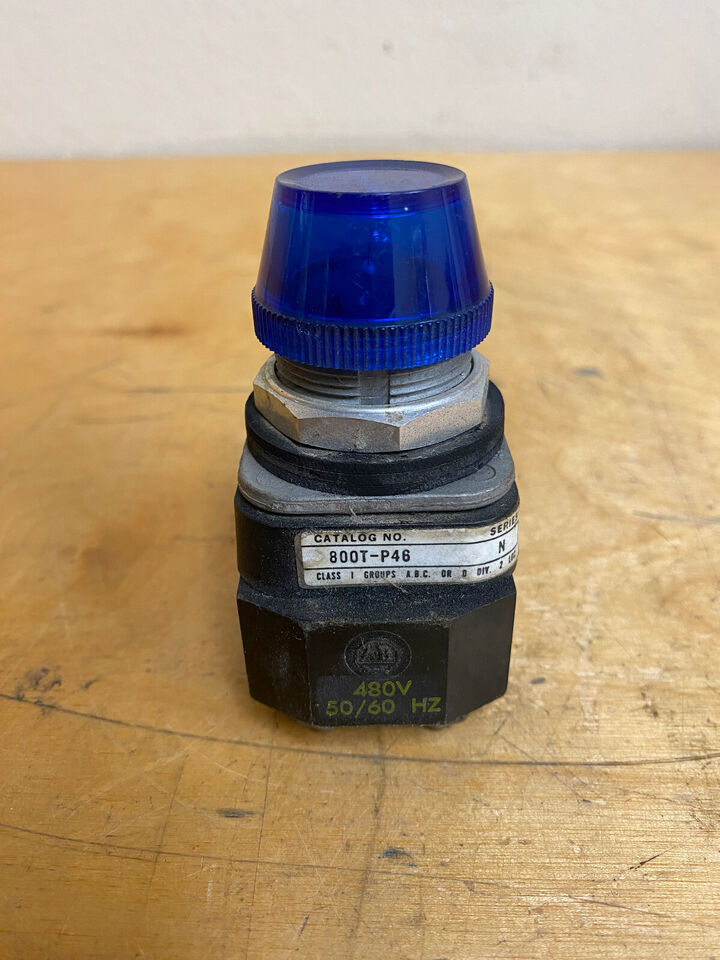 CATALOG NO. SERIES
800T-P46 N
CLASS I GROUPS A.B.C. OR D DIV. 2
480V
50/60 HZ